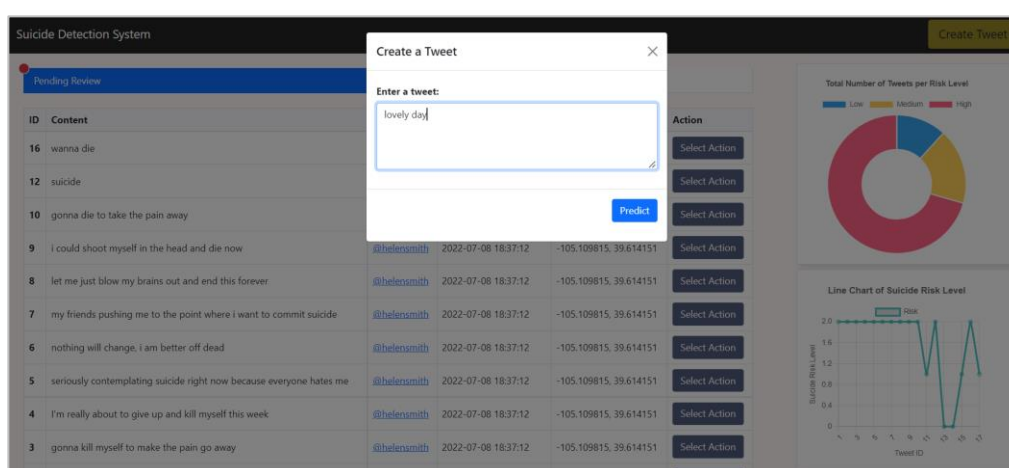 Suicide Detection System
Create Tweet
Create a Tweet
Enter a tweet:
lovely day
Predict
Pending Review
ID Content Action
16 wanna die Select Action
12 suicide Select Action
10 gonna die to take the pain away Select Action
9 i could shoot myself in the head and die now @helensmith 2022-07-08 18:37:12 -105.109815, 39.614151 Select Action
8 let me just blow my brains out and end this forever @helensmith 2022-07-08 18:37:12 -105.109815, 39.614151 Select Action
7 my friends pushing me to the point where i want to commit suicide @helensmith 2022-07-08 18:37:12 -105.109815, 39.614151 Select Action
6 nothing will change, i am better off dead @helensmith 2022-07-08 18:37:12 -105.109815, 39.614151 Select Action
5 seriously contemplating suicide right now because everyone hates me @helensmith 2022-07-08 18:37:12 -105.109815, 39.614151 Select Action
4 I'm really about to give up and kill myself this week @helensmith 2022-07-08 18:37:12 -105.109815, 39.614151 Select Action
3 gonna kill myself to make the pain go away @helensmith 2022-07-08 18:37:12 -105.109815, 39.614151 Select Action
Total Number of Tweets per Risk Level
Low Medium High
Line Chart of Suicide Risk Level
Risk
Suicide Risk Level
2.0
1.6
1.2
0.8
0.4
0
1 3 5 7 9 11 13 15 17
Tweet ID